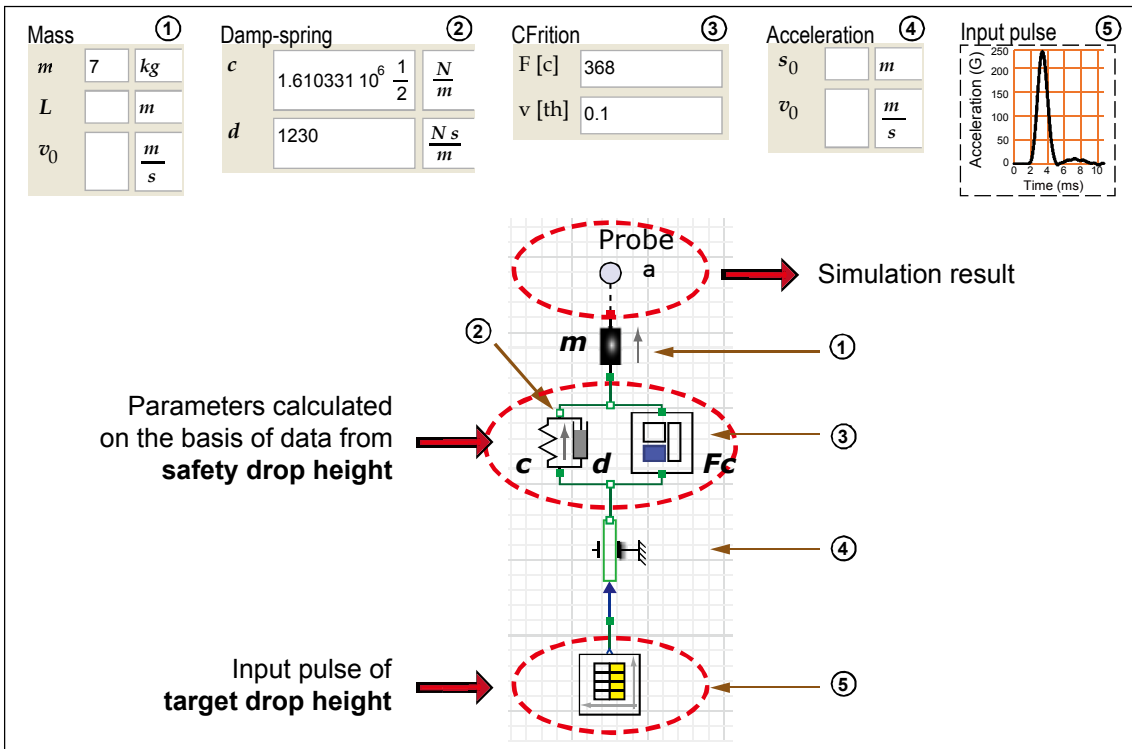 Mass ①
m 7 kg
L m
v0 m/s
Damp-spring ②
c 1.610331 10^6 1/2 N/m
d 1230 N s/m
CFrition ③
F [c] 368
v [th] 0.1
Acceleration ④
s0 m
v0 m/s
Input pulse ⑤
Acceleration (G)
250
200
150
100
50
0
0 2 4 6 8 10
Time (ms)
Probe
a
Simulation result
②
m
①
Parameters calculated
on the basis of data from
safety drop height
c d Fc
③
④
Input pulse of
target drop height
⑤